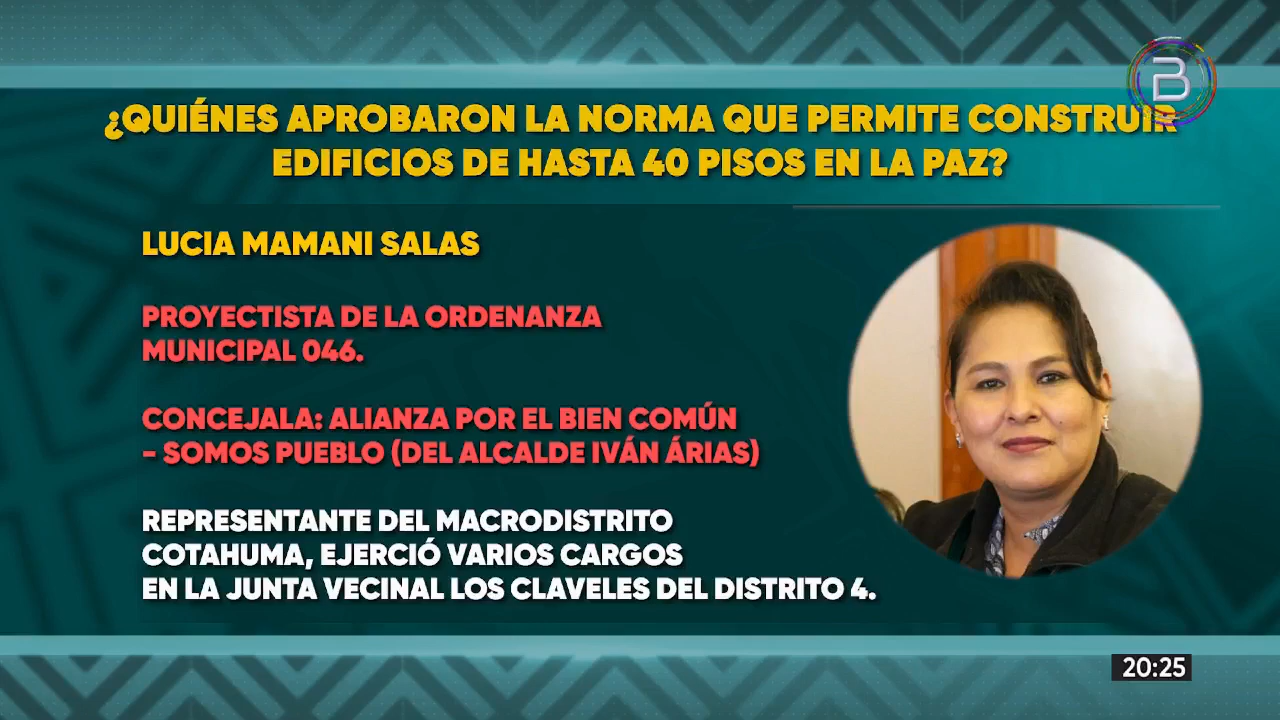 ¿QUIÉNES APROBARON LA NORMA QUE PERMITE CONSTRUIR
EDIFICIOS DE HASTA 40 PISOS EN LA PAZ?
B
LUCIA MAMANI SALAS
PROYECTISTA DE LA ORDENANZA
MUNICIPAL 046.
CONCEJALA: ALIANZA POR EL BIEN COMÚN
- SOMOS PUEBLO (DEL ALCALDE IVÁN ÁRIAS)
REPRESENTANTE DEL MACRODISTRITO
COTAHUMA, EJERCIÓ VARIOS CARGOS
EN LA JUNTA VECINAL LOS CLAVELES DEL DISTRITO 4.
20:25